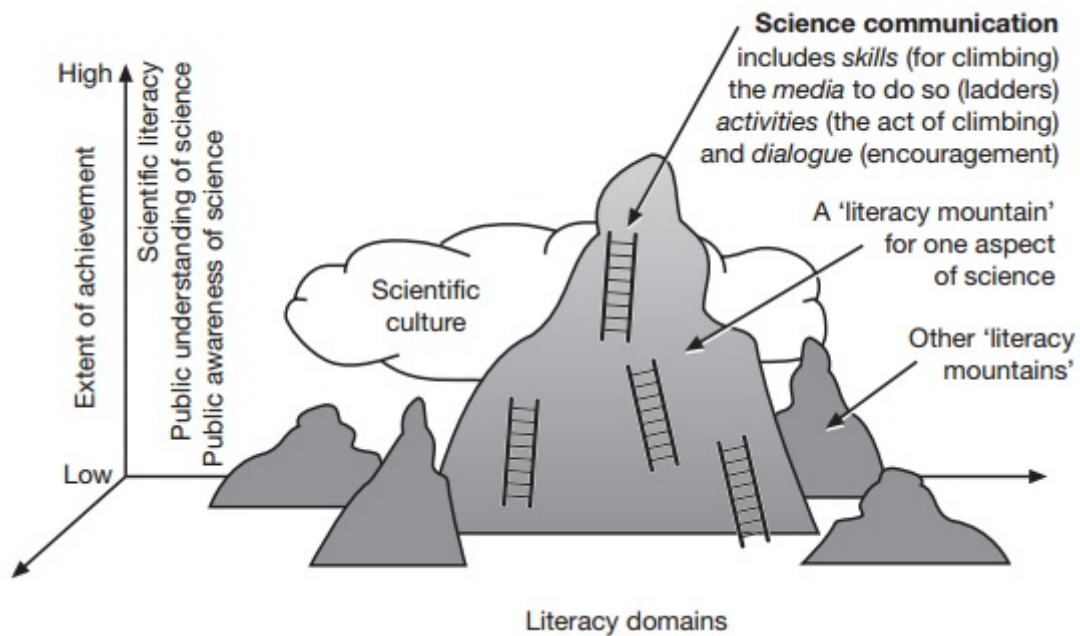 Science communication
includes skills (for climbing)
the media to do so (ladders)
activities (the act of climbing)
and dialogue (encouragement)
High
Extent of achievement
Scientific literacy
Public understanding of science
Public awareness of science
A ‘literacy mountain’
for one aspect
of science
Scientific
culture
Other ‘literacy
mountains’
Low
Literacy domains